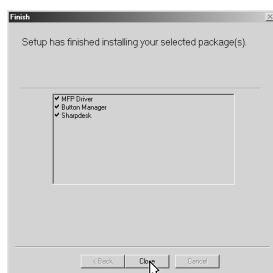 Finish
Setup has finished installing your selected package(s).
✔ MFP Driver
✔ Button Manager
✔ Sharpdesk
< Back
Close
Cancel